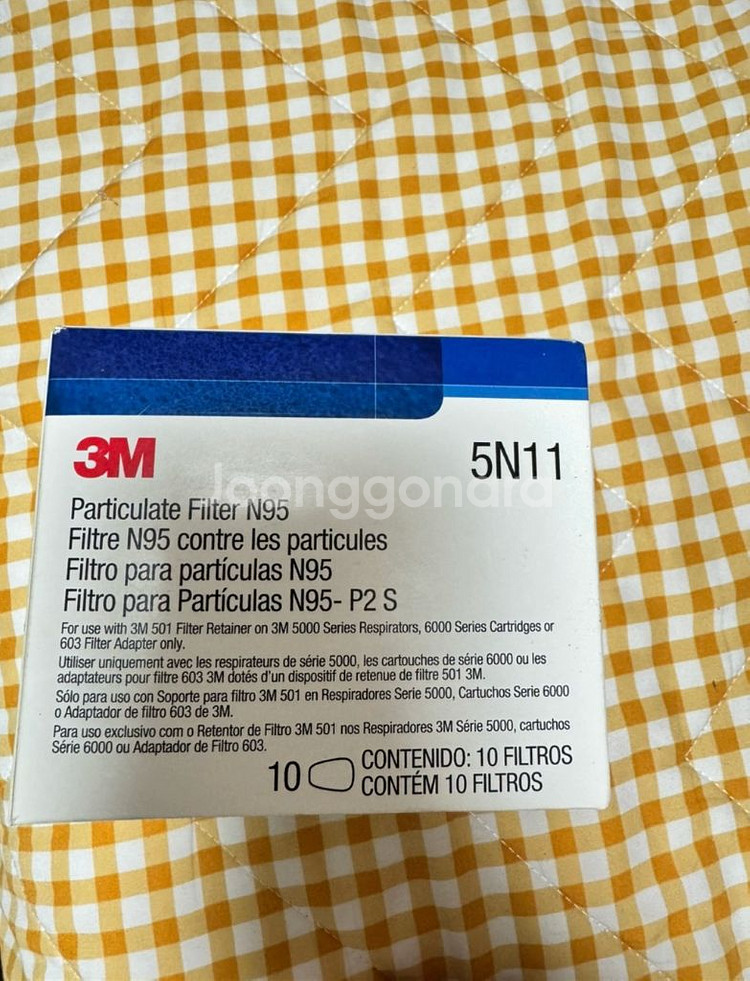 3M
5N11
joonggonara
Particulate Filter N95
Filtre N95 contre les particules
Filtro para partículas N95
Filtro para Partículas N95- P2 S
For use with 3M 501 Filter Retainer on 3M 5000 Series Respirators, 6000 Series Cartridges or
603 Filter Adapter only.
Utiliser uniquement avec les respirateurs de série 5000, les cartouches de série 6000 ou les
adaptateurs pour filtre 603 3M dotés d'un dispositif de retenue de filtre 501 3M.
Sólo para uso con Soporte para filtro 3M 501 en Respiradores Serie 5000, Cartuchos Serie 6000
o Adaptador de filtro 603 de 3M.
Para uso exclusivo com o Retentor de Filtro 3M 501 nos Respiradores 3M Série 5000, cartuchos
Série 6000 ou Adaptador de Filtro 603.
10
CONTENIDO: 10 FILTROS
CONTÉM 10 FILTROS